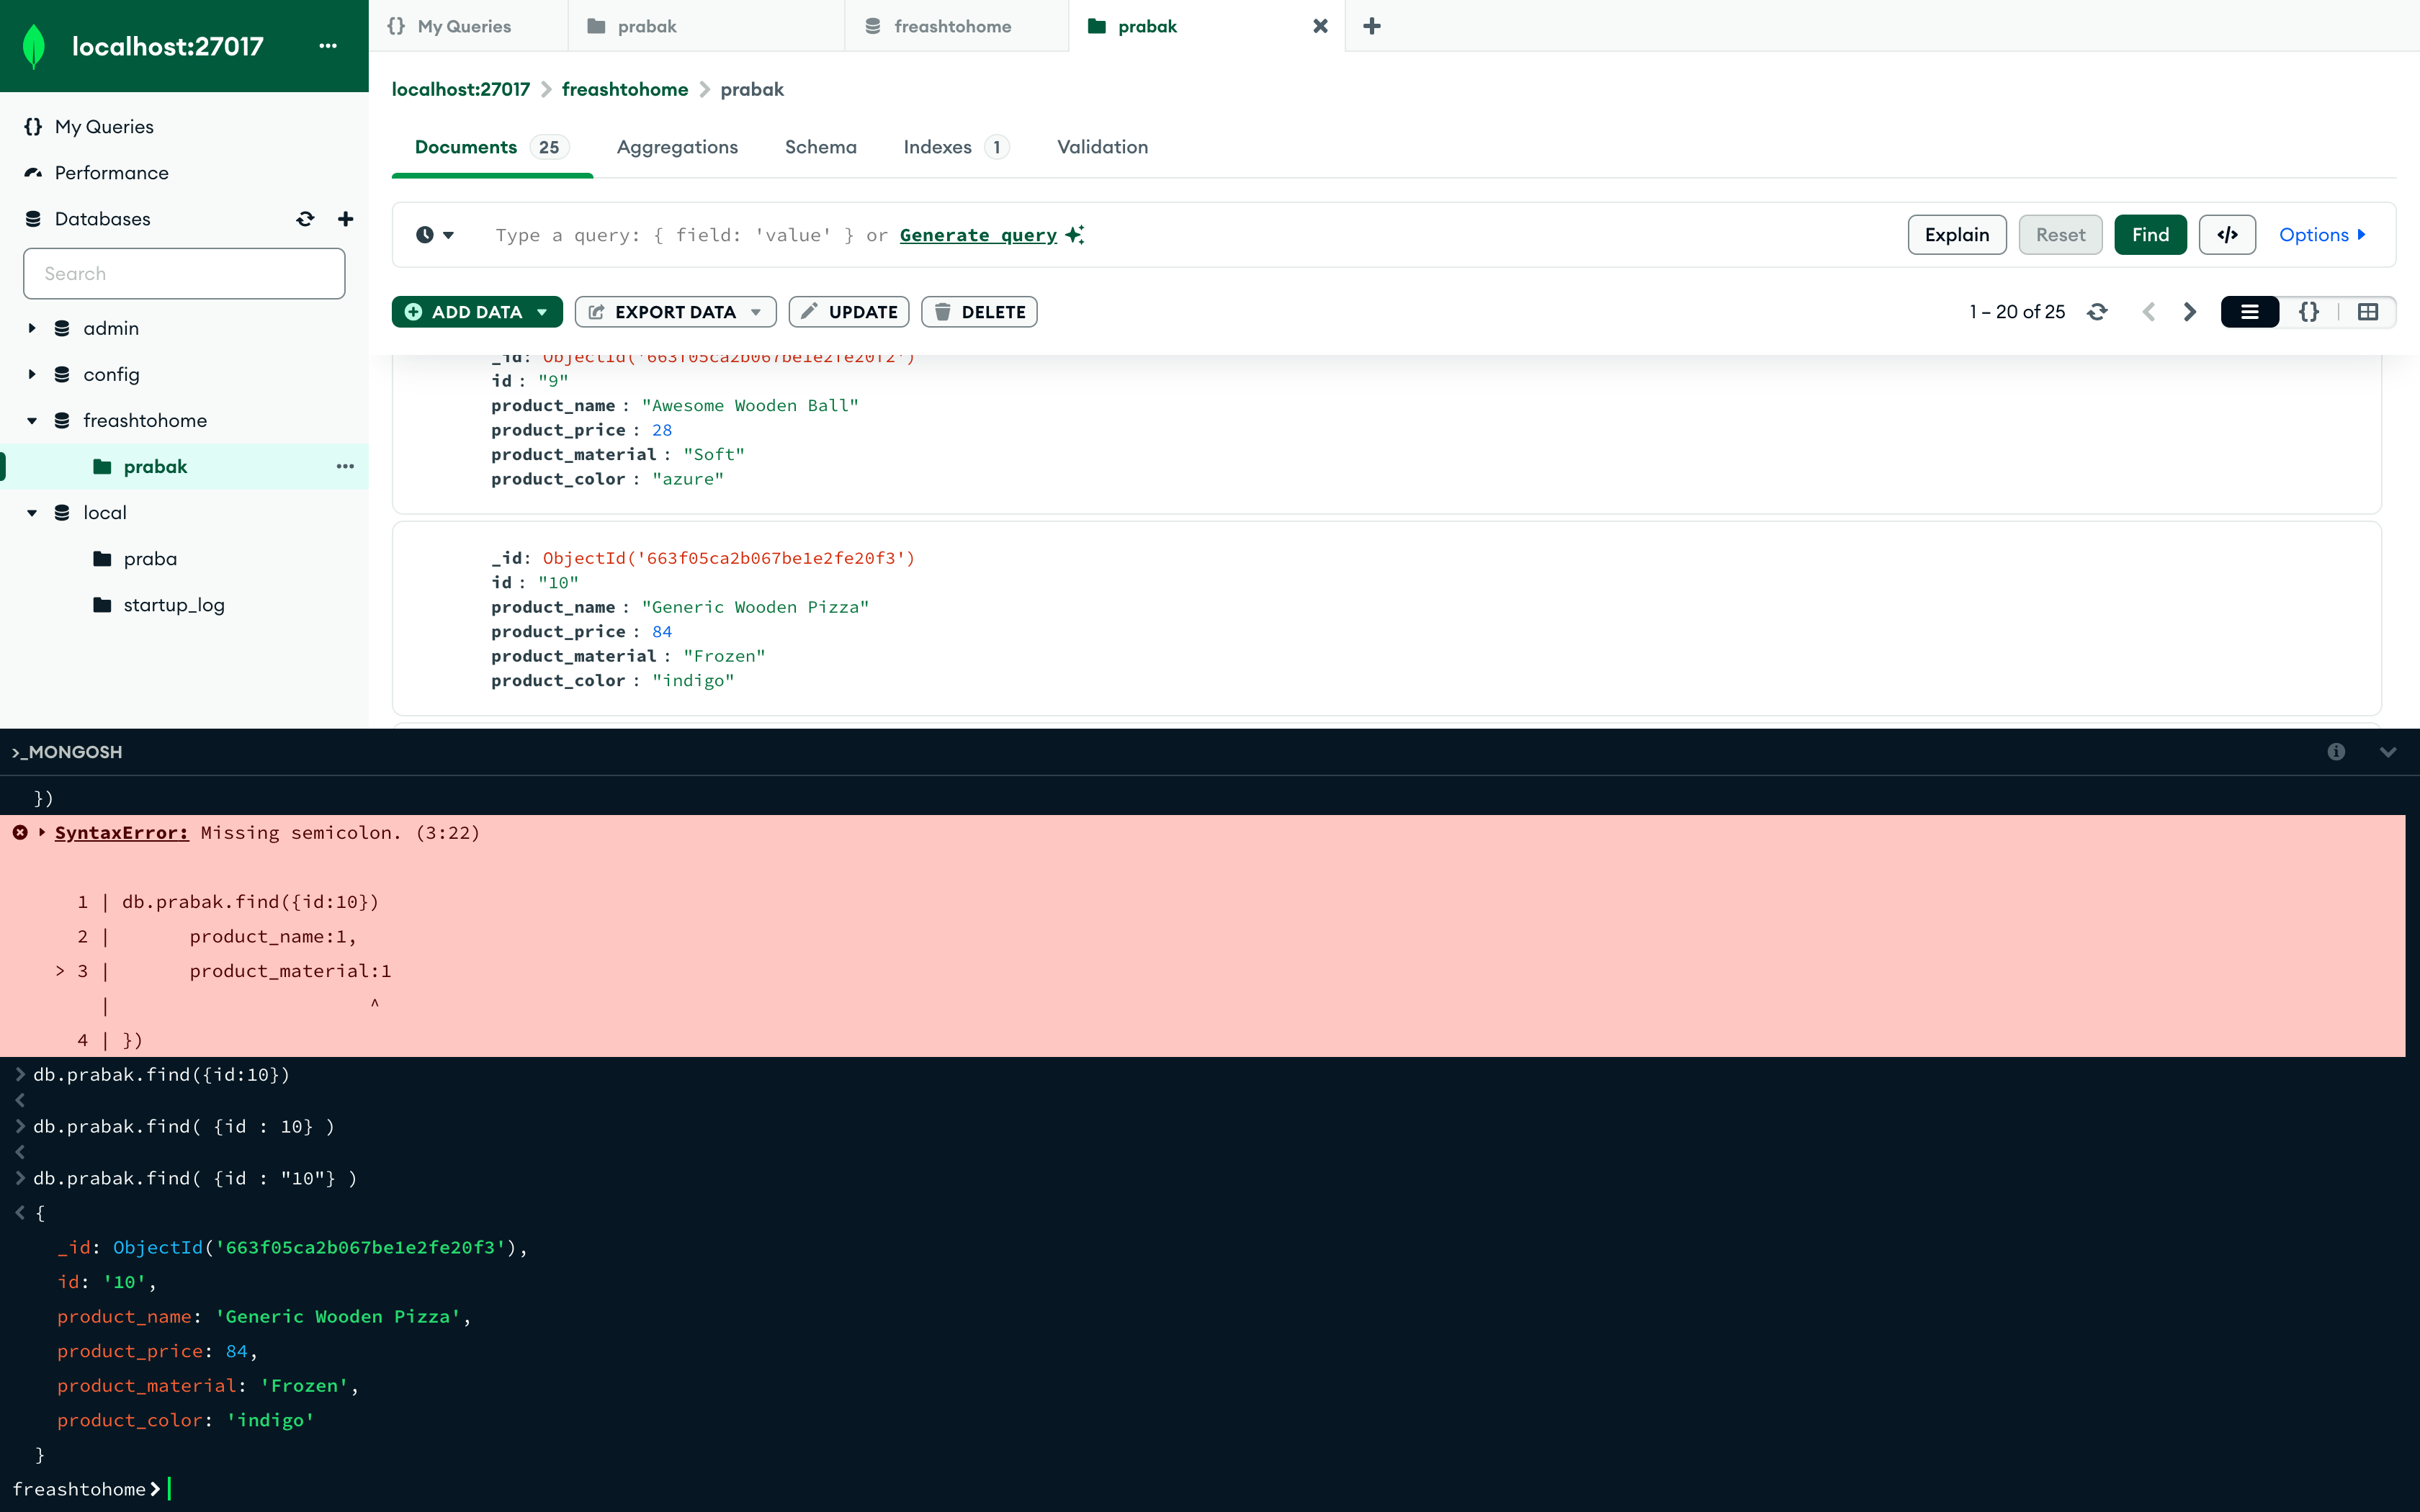 localhost:27017 ...
My Queries
Performance
Databases
Search
admin
config
freashtohome
prabak
local
praba
startup_log
{} My Queries
prabak
freashtohome
prabak
localhost:27017 > freashtohome > prabak
Documents 25 Aggregations Schema Indexes 1 Validation
Type a query: { field: 'value' } or Generate query
Explain Reset Find </> Options
ADD DATA EXPORT DATA UPDATE DELETE
1 – 20 of 25
_id: ObjectId('663f05ca2b067be1e2fe20f2')
id : "9"
product_name : "Awesome Wooden Ball"
product_price : 28
product_material : "Soft"
product_color : "azure"
_id: ObjectId('663f05ca2b067be1e2fe20f3')
id : "10"
product_name : "Generic Wooden Pizza"
product_price : 84
product_material : "Frozen"
product_color : "indigo"
>_MONGOSH
})
SyntaxError: Missing semicolon. (3:22)
1 | db.prabak.find({id:10})
2 | product_name:1,
> 3 | product_material:1
| ^
4 | })
> db.prabak.find({id:10})
<
> db.prabak.find( {id : 10} )
<
> db.prabak.find( {id : "10"} )
< {
_id: ObjectId('663f05ca2b067be1e2fe20f3'),
id: '10',
product_name: 'Generic Wooden Pizza',
product_price: 84,
product_material: 'Frozen',
product_color: 'indigo'
}
freashtohome>